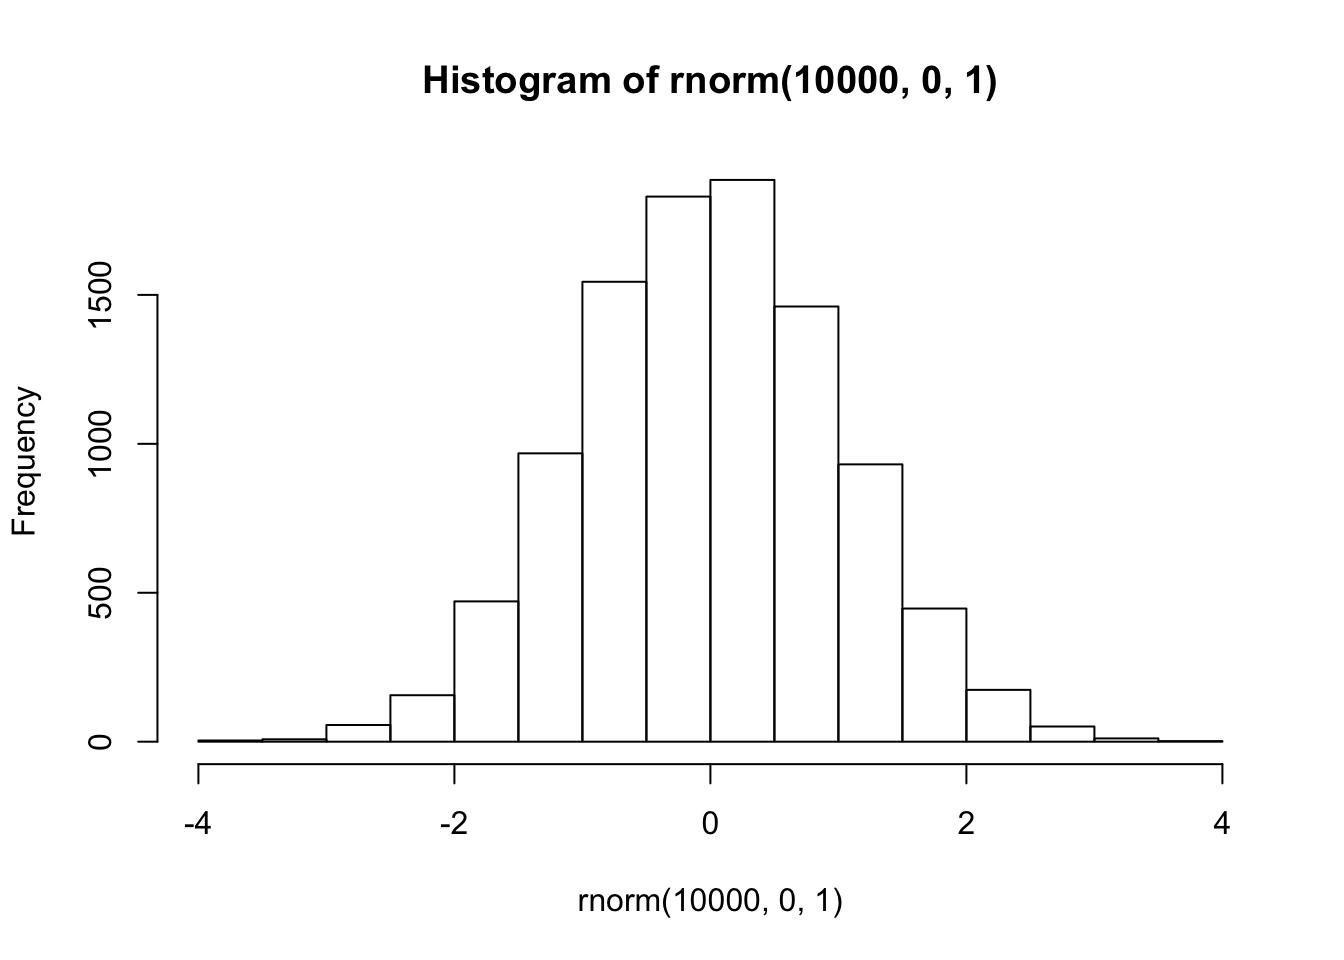 Histogram of rnorm(10000, 0, 1)
Frequency
1500
1000
500
0
-4 -2 0 2 4
rnorm(10000, 0, 1)